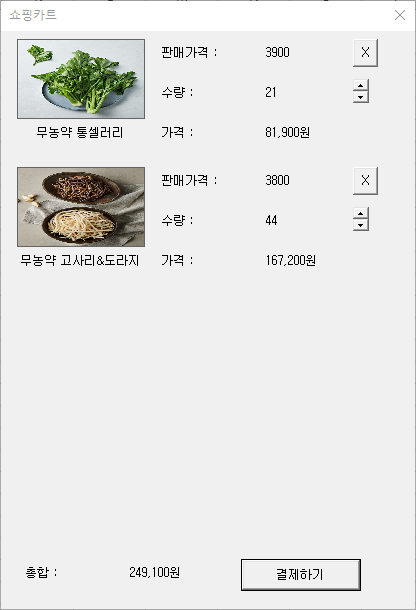 쇼핑카트
판매가격 : 3900 X
수량 : 21
무농약 통셀러리 가격 : 81,900원
판매가격 : 3800 X
수량 : 44
무농약 고사리&도라지 가격 : 167,200원
총합 : 249,100원 결제하기